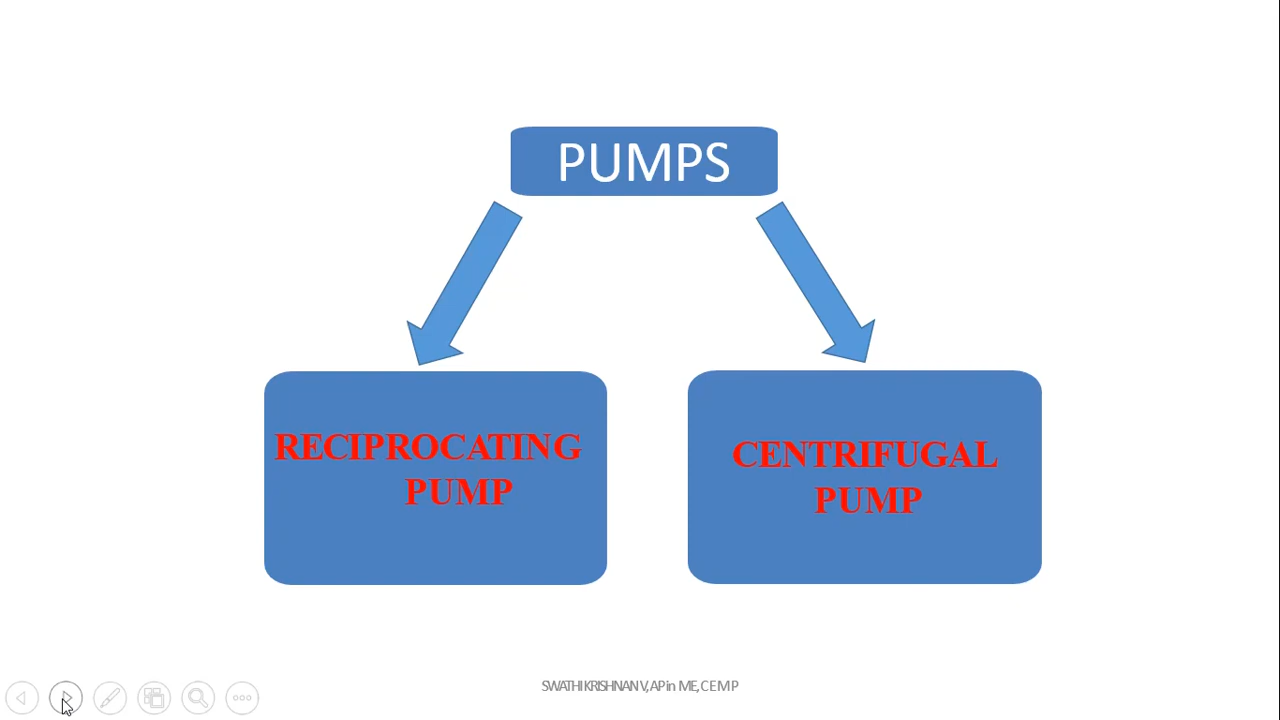 PUMPS
RECIPROCATING
PUMP
CENTRIFUGAL
PUMP
SWATHI KRISHNAN V,AP in ME,CEMP